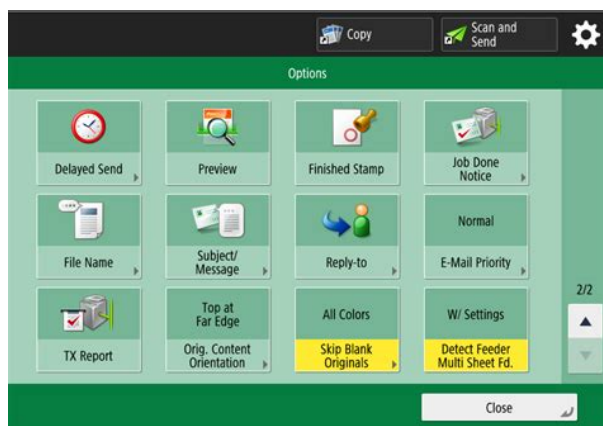 Copy
Scan and
Send
Options
Delayed Send
Preview
Finished Stamp
Job Done
Notice
File Name
Subject/
Message
Reply-to
Normal
E-Mail Priority
TX Report
Top at
Far Edge
Orig. Content
Orientation
All Colors
Skip Blank
Originals
W/ Settings
Detect Feeder
Multi Sheet Fd.
2/2
Close